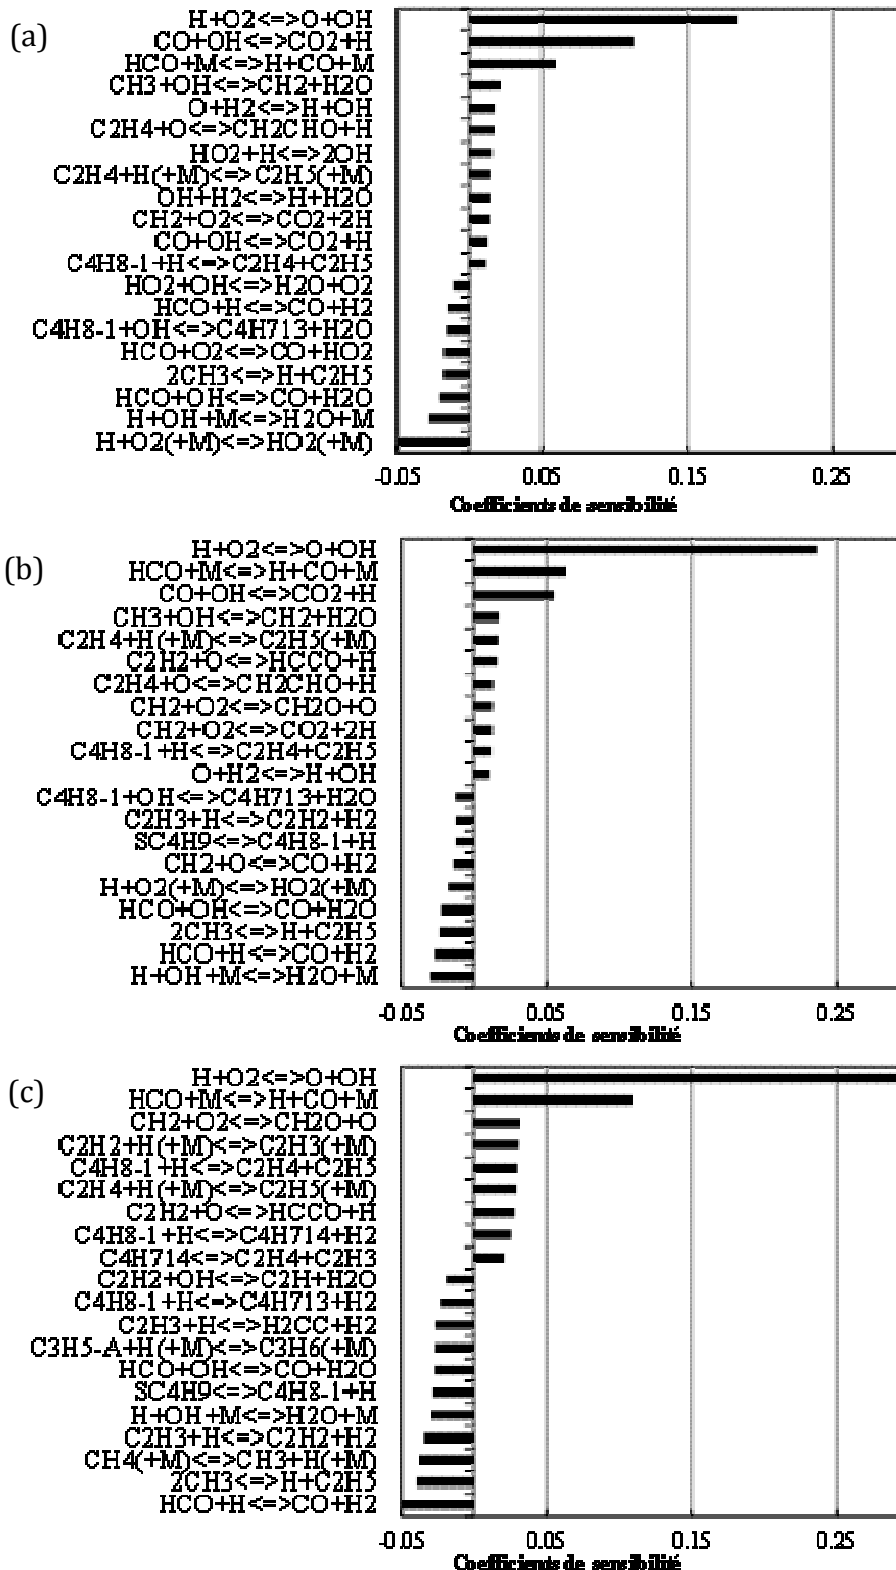 (a)
H+O2<=>O+OH
CO+OH<=>CO2+H
HCO+M<=>H+CO+M
CH3+OH<=>CH2+H2O
O+H2<=>H+OH
C2H4+O<=>CH2CHO+H
HO2+H<=>2OH
C2H4+H(+M)<=>C2H5(+M)
OH+H2<=>H+H2O
CH2+O2<=>CO2+2H
CO+OH<=>CO2+H
C4H8-1+H<=>C2H4+C2H5
HO2+OH<=>H2O+O2
HCO+H<=>CO+H2
C4H8-1+OH<=>C4H713+H2O
HCO+O2<=>CO+HO2
2CH3<=>H+C2H5
HCO+OH<=>CO+H2O
H+OH+M<=>H2O+M
H+O2(+M)<=>HO2(+M)
-0.05 0.05 0.15 0.25
Coefficients de sensibilité
(b)
H+O2<=>O+OH
HCO+M<=>H+CO+M
CO+OH<=>CO2+H
CH3+OH<=>CH2+H2O
C2H4+H(+M)<=>C2H5(+M)
C2H2+O<=>HCCO+H
C2H4+O<=>CH2CHO+H
CH2+O2<=>CH2O+O
CH2+O2<=>CO2+2H
C4H8-1+H<=>C2H4+C2H5
O+H2<=>H+OH
C4H8-1+OH<=>C4H713+H2O
C2H3+H<=>C2H2+H2
SC4H9<=>C4H8-1+H
CH2+O<=>CO+H2
H+O2(+M)<=>HO2(+M)
HCO+OH<=>CO+H2O
2CH3<=>H+C2H5
HCO+H<=>CO+H2
H+OH+M<=>H2O+M
-0.05 0.05 0.15 0.25
Coefficients de sensibilité
(c)
H+O2<=>O+OH
HCO+M<=>H+CO+M
CH2+O2<=>CH2O+O
C2H2+H(+M)<=>C2H3(+M)
C4H8-1+H<=>C2H4+C2H5
C2H4+H(+M)<=>C2H5(+M)
C2H2+O<=>HCCO+H
C4H8-1+H<=>C4H714+H2
C4H714<=>C2H4+C2H3
C2H2+OH<=>C2H+H2O
C4H8-1+H<=>C4H713+H2
C2H3+H<=>H2CC+H2
C3H5-A+H(+M)<=>C3H6(+M)
HCO+OH<=>CO+H2O
SC4H9<=>C4H8-1+H
H+OH+M<=>H2O+M
C2H3+H<=>C2H2+H2
CH4(+M)<=>CH3+H(+M)
2CH3<=>H+C2H5
HCO+H<=>CO+H2
-0.05 0.05 0.15 0.25
Coefficients de sensibilité